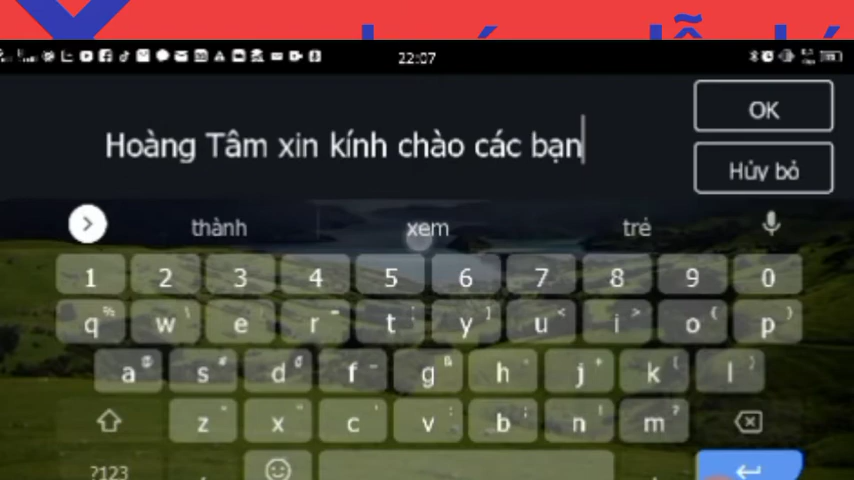 22:07
Hoàng Tâm xin kính chào các bạn
OK
Hủy bỏ
thành xem trẻ
1 2 3 4 5 6 7 8 9 0
q w e r t y u i o p
a s d f g h j k l
z x c v b n m
?123